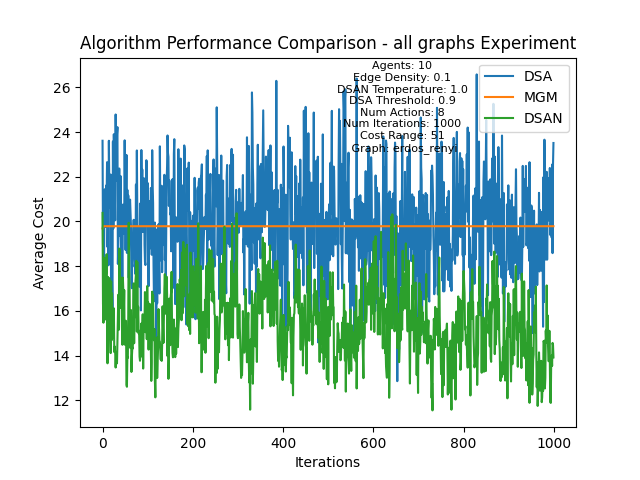 Algorithm Performance Comparison - all graphs Experiment
Agents: 10
Edge Density: 0.1
DSAN Temperature: 1.0
DSA Threshold: 0.9
Num Actions: 8
Num Iterations: 1000
Cost Range: 51
Graph: erdos_renyi
DSA
MGM
DSAN
Average Cost
26
24
22
20
18
16
14
12
0
200
400
600
800
1000
Iterations